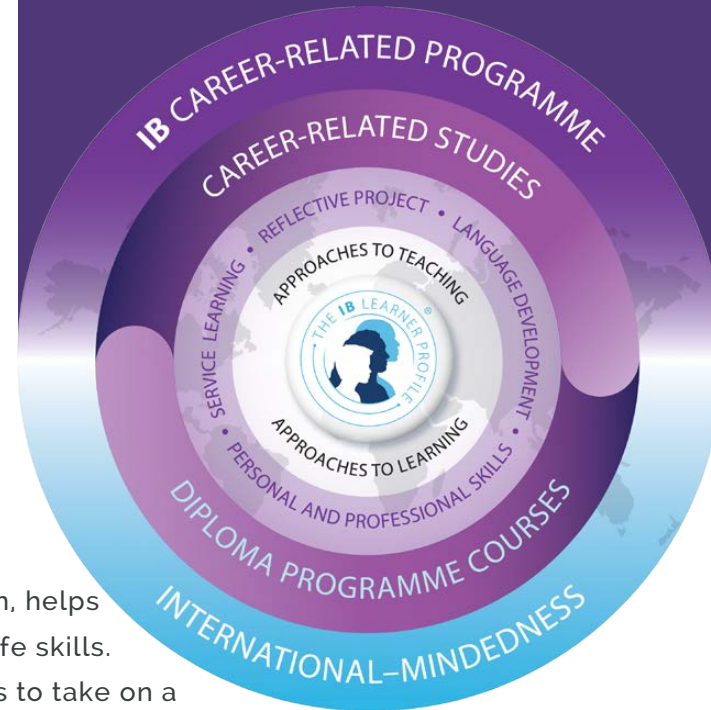 IB CAREER-RELATED PROGRAMME
CAREER-RELATED STUDIES
REFLECTIVE PROJECT • LANGUAGE DEVELOPMENT • PERSONAL AND PROFESSIONAL SKILLS • SERVICE LEARNING •
APPROACHES TO TEACHING
• THE IB LEARNER PROFILE • ®
APPROACHES TO LEARNING
DIPLOMA PROGRAMME COURSES
INTERNATIONAL–MINDEDNESS
helps
skills.
to take on a